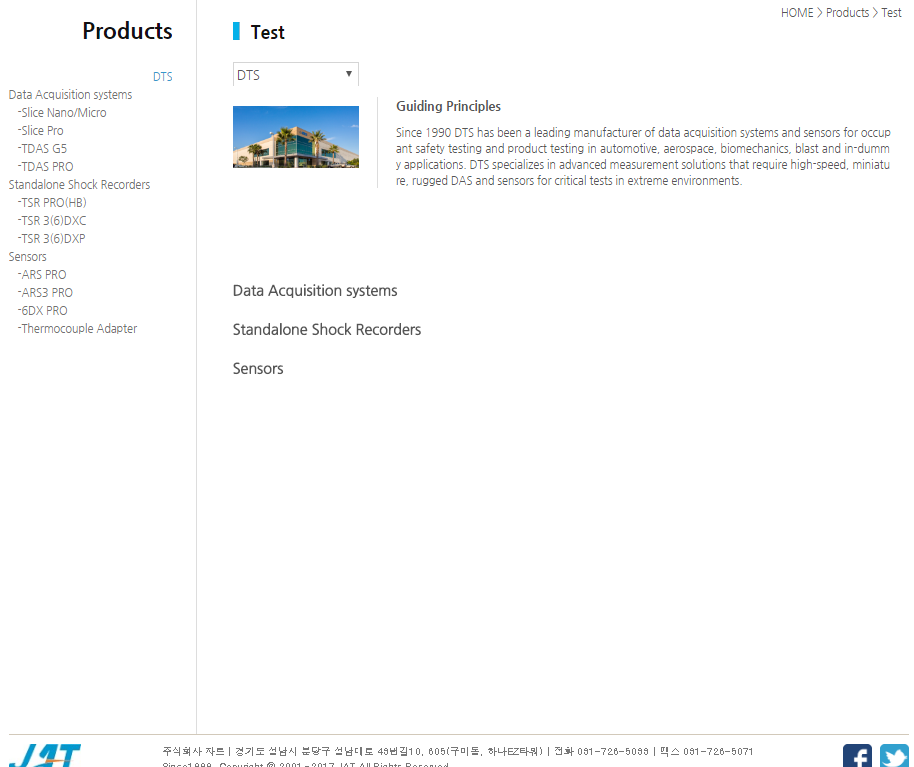 HOME > Products > Test
Products
DTS
Data Acquisition systems
-Slice Nano/Micro
-Slice Pro
-TDAS G5
-TDAS PRO
Standalone Shock Recorders
-TSR PRO(HB)
-TSR 3(6)DXC
-TSR 3(6)DXP
Sensors
-ARS PRO
-ARS3 PRO
-6DX PRO
-Thermocouple Adapter
Test
DTS
Guiding Principles
Since 1990 DTS has been a leading manufacturer of data acquisition systems and sensors for occup
ant safety testing and product testing in automotive, aerospace, biomechanics, blast and in-dumm
y applications. DTS specializes in advanced measurement solutions that require high-speed, miniatu
re, rugged DAS and sensors for critical tests in extreme environments.
Data Acquisition systems
Standalone Shock Recorders
Sensors
JAT
주식회사 자트 | 경기도 성남시 분당구 성남대로 49번길10, 605(구미동, 하나EZ타워) | 전화 031-726-5099 | 팩스 031-726-5071
Since1999. Copyright © 2001~2017 JAT All Rights Reserved